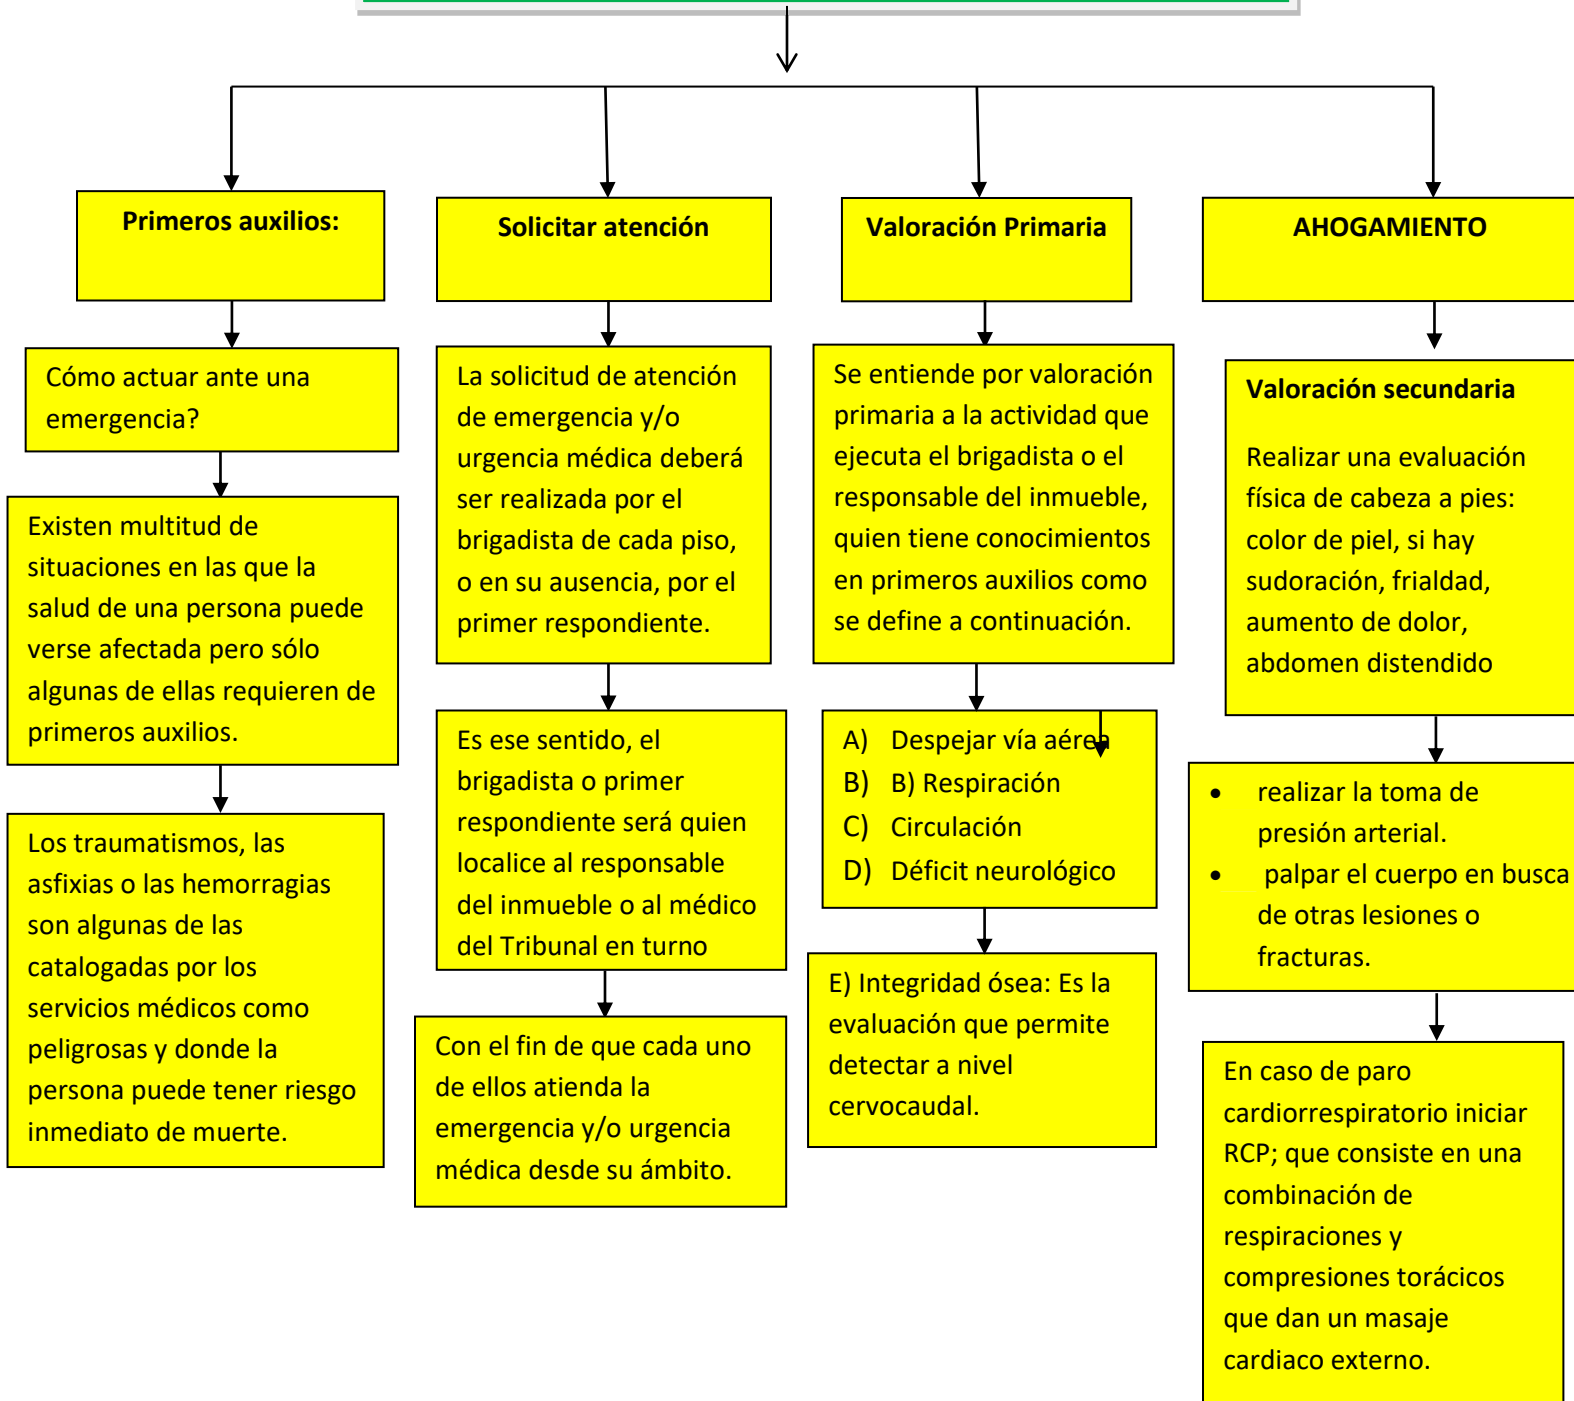 Primeros auxilios:
Cómo actuar ante una
emergencia?
Existen multitud de
situaciones en las que la
salud de una persona puede
verse afectada pero sólo
algunas de ellas requieren de
primeros auxilios.
Los traumatismos, las
asfixias o las hemorragias
son algunas de las
catalogadas por los
servicios médicos como
peligrosas y donde la
persona puede tener riesgo
inmediato de muerte.
Solicitar atención
La solicitud de atención
de emergencia y/o
urgencia médica deberá
ser realizada por el
brigadista de cada piso,
o en su ausencia, por el
primer respondiente.
Es ese sentido, el
brigadista o primer
respondiente será quien
localice al responsable
del inmueble o al médico
del Tribunal en turno
Con el fin de que cada uno
de ellos atienda la
emergencia y/o urgencia
médica desde su ámbito.
Valoración Primaria
Se entiende por valoración
primaria a la actividad que
ejecuta el brigadista o el
responsable del inmueble,
quien tiene conocimientos
en primeros auxilios como
se define a continuación.
A) Despejar vía aérea
B) B) Respiración
C) Circulación
D) Déficit neurológico
E) Integridad ósea: Es la
evaluación que permite
detectar a nivel
cervocaudal.
AHOGAMIENTO
Valoración secundaria
Realizar una evaluación
física de cabeza a pies:
color de piel, si hay
sudoración, frialdad,
aumento de dolor,
abdomen distendido
• realizar la toma de
presión arterial.
• palpar el cuerpo en busca
de otras lesiones o
fracturas.
En caso de paro
cardiorrespiratorio iniciar
RCP; que consiste en una
combinación de
respiraciones y
compresiones torácicos
que dan un masaje
cardiaco externo.